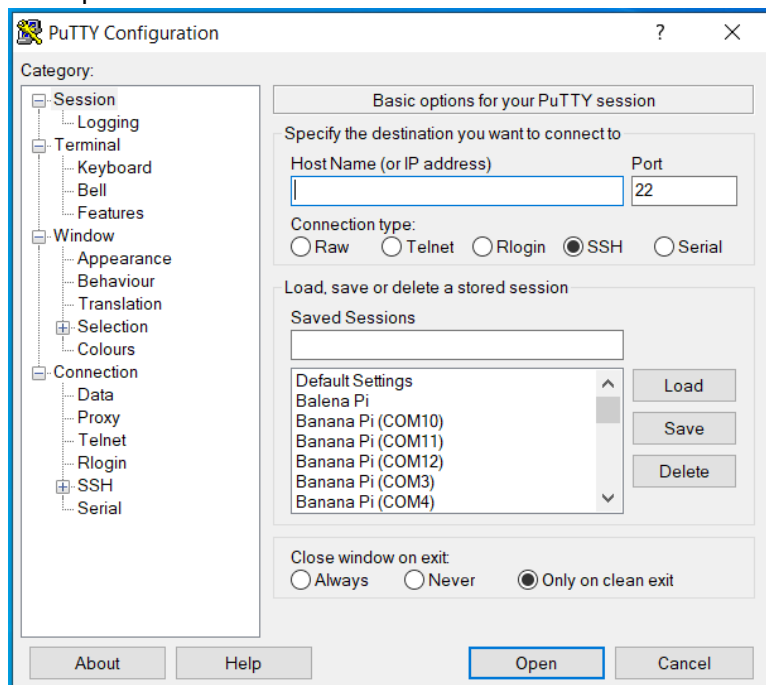 PuTTY Configuration ? ×
Category:
Session
Logging
Terminal
Keyboard
Bell
Features
Window
Appearance
Behaviour
Translation
Selection
Colours
Connection
Data
Proxy
Telnet
Rlogin
SSH
Serial
Basic options for your PuTTY session
Specify the destination you want to connect to
Host Name (or IP address) Port
22
Connection type:
Raw Telnet Rlogin SSH Serial
Load, save or delete a stored session
Saved Sessions
Default Settings
Balena Pi
Banana Pi (COM10)
Banana Pi (COM11)
Banana Pi (COM12)
Banana Pi (COM3)
Banana Pi (COM4)
Load
Save
Delete
Close window on exit:
Always Never Only on clean exit
About Help Open Cancel